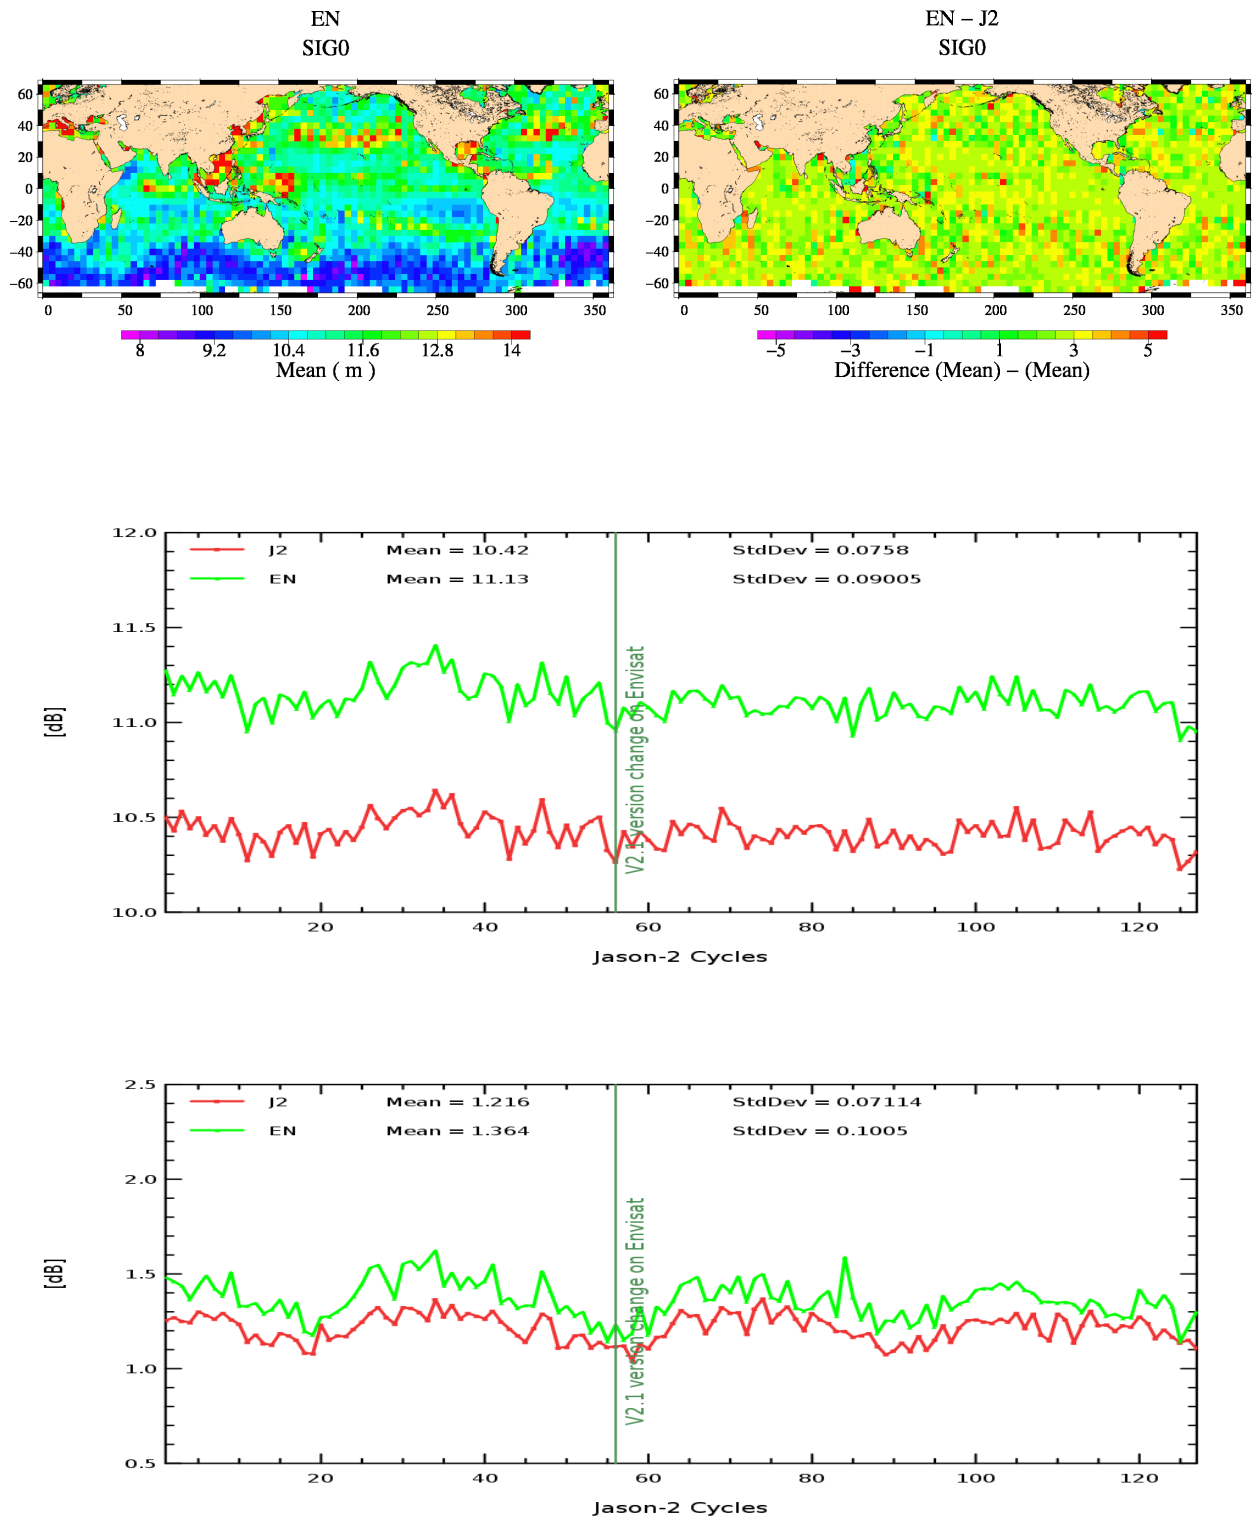 EN
SIG0
60
40
20
0
−20
−40
−60
0 50 100 150 200 250 300 350
8 9.2 10.4 11.6 12.8 14
Mean ( m )
EN − J2
SIG0
60
40
20
0
−20
−40
−60
0 50 100 150 200 250 300 350
−5 −3 −1 1 3 5
Difference (Mean) − (Mean)
12.0
11.5
11.0
10.5
10.0
[dB]
J2 Mean = 10.42 StdDev = 0.0758
EN Mean = 11.13 StdDev = 0.09005
V2.1 version change on Envisat
20 40 60 80 100 120
Jason-2 Cycles
2.5
2.0
1.5
1.0
0.5
[dB]
J2 Mean = 1.216 StdDev = 0.07114
EN Mean = 1.364 StdDev = 0.1005
V2.1 version change on Envisat
20 40 60 80 100 120
Jason-2 Cycles